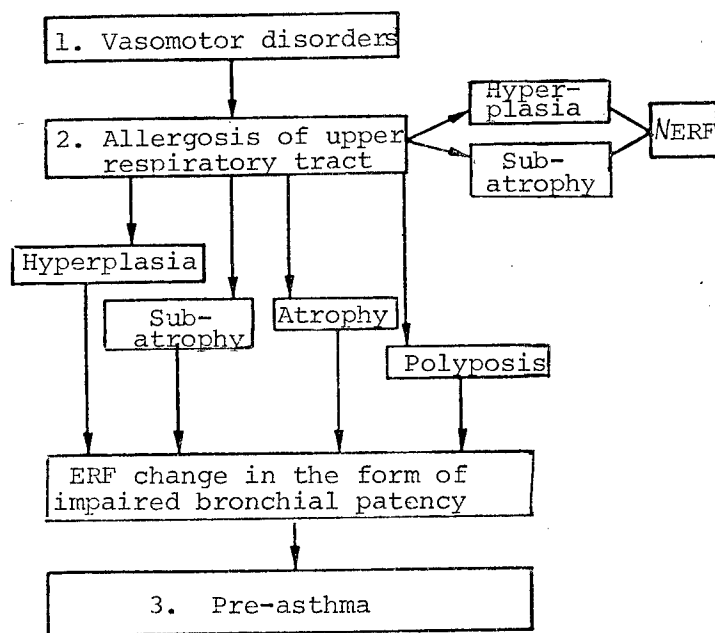 1. Vasomotor disorders
2. Allergosis of upper
respiratory tract
Hyper-
plasia
Sub-
atrophy
NERF
Hyperplasia
Sub-
atrophy
Atrophy
Polyposis
ERF change in the form of
impaired bronchial patency
3. Pre-asthma